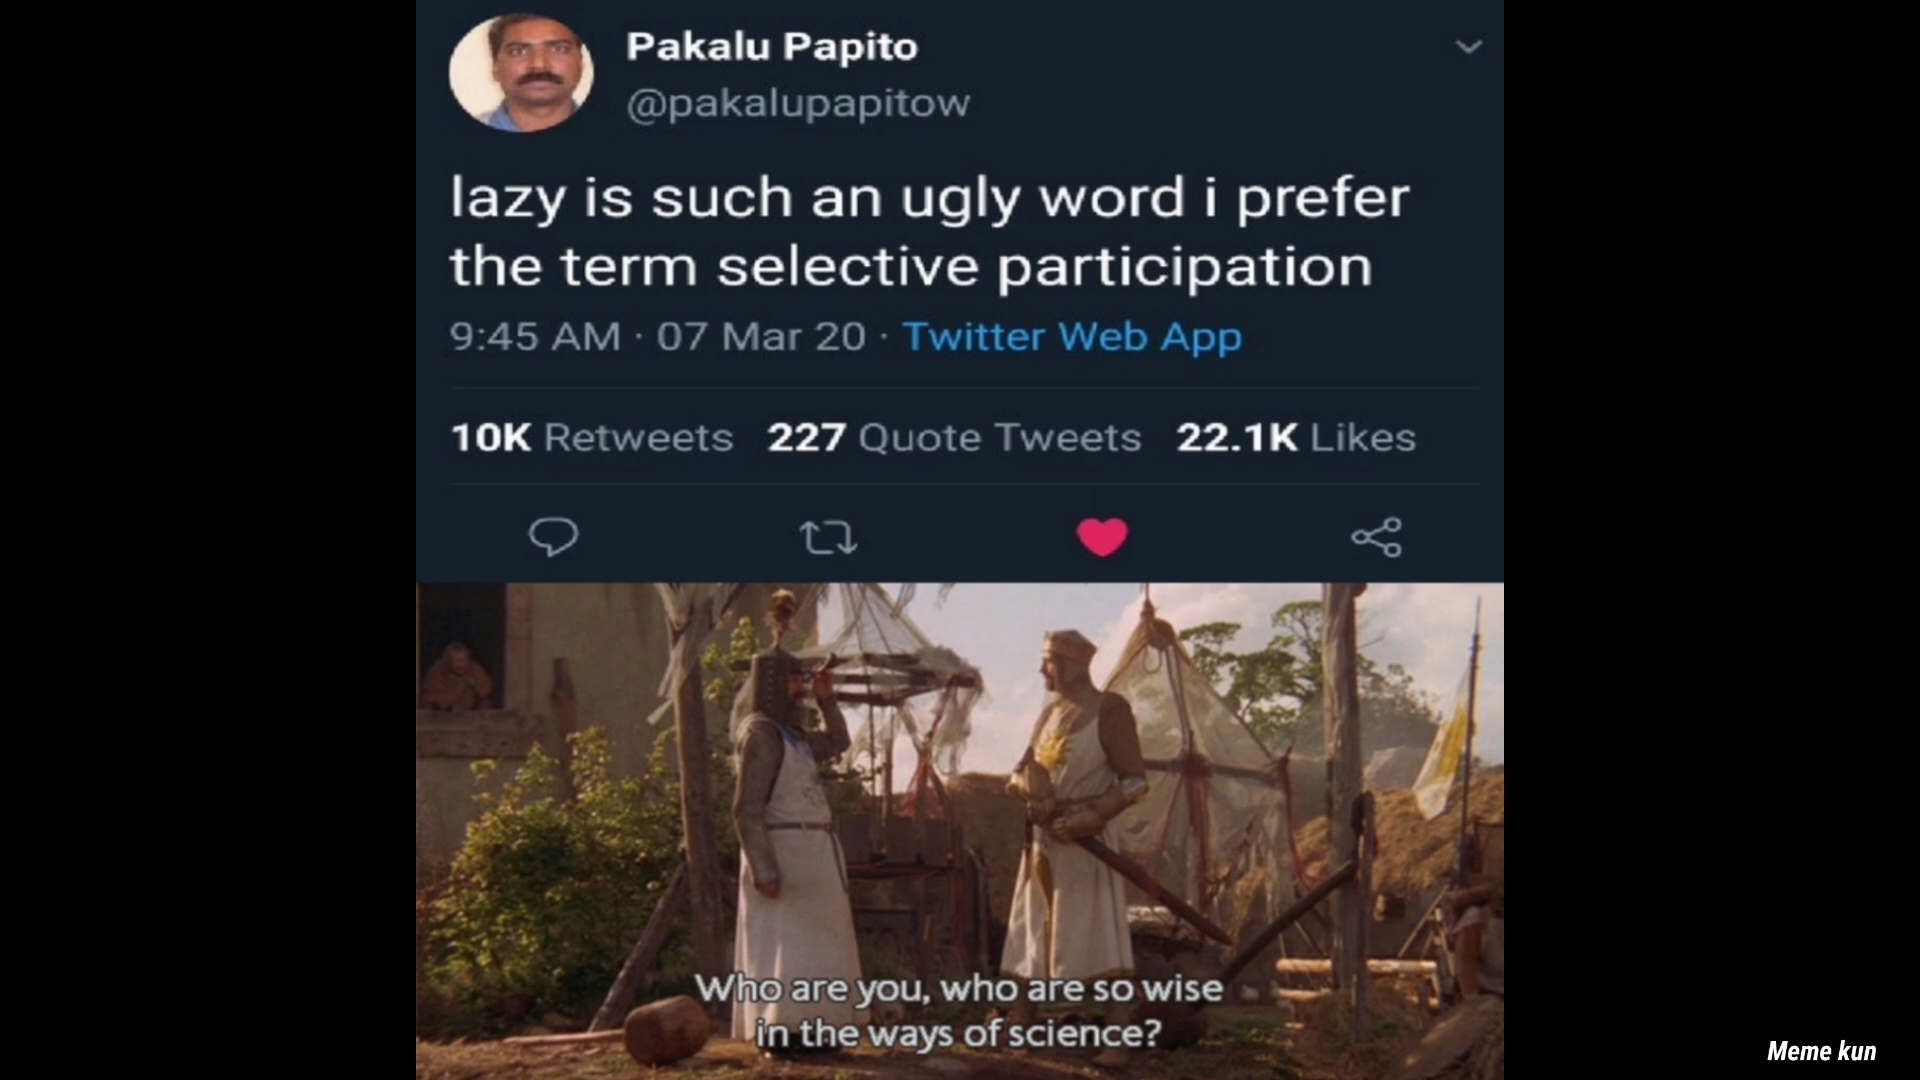 Pakalu Papito
@pakalupapitow
lazy is such an ugly word i prefer
the term selective participation
9:45 AM · 07 Mar 20 · Twitter Web App
10K Retweets 227 Quote Tweets 22.1K Likes
Who are you, who are so wise
in the ways of science?
Meme kun